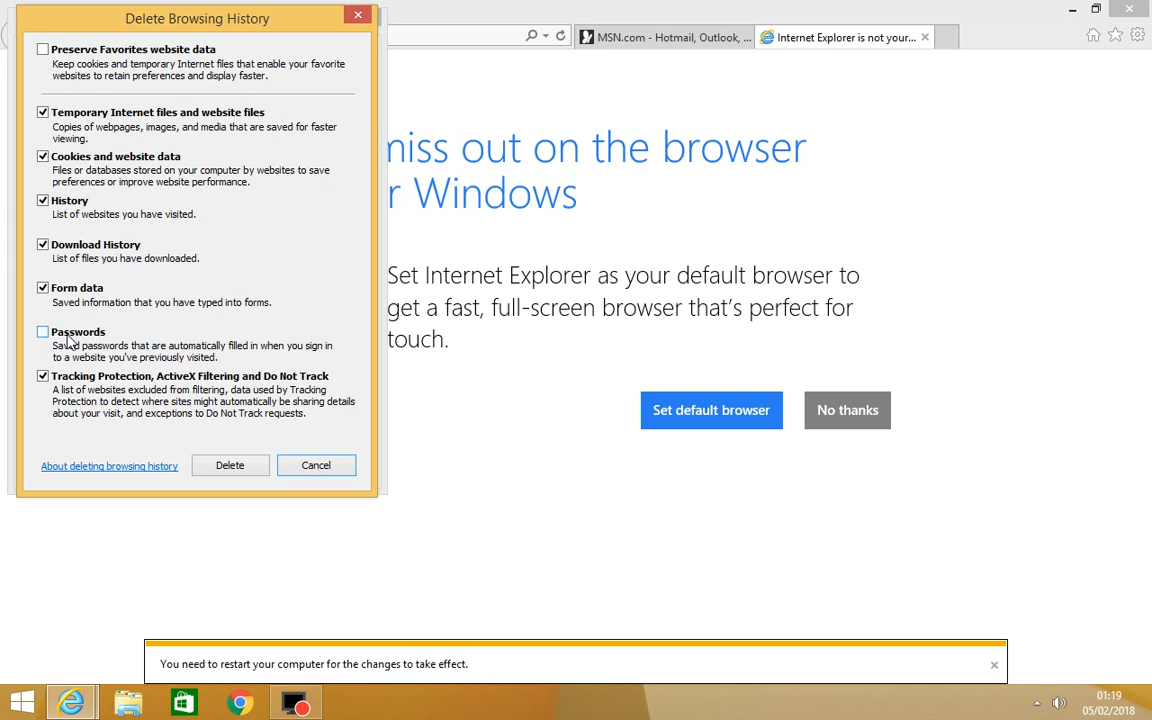 Delete Browsing History
Preserve Favorites website data
Keep cookies and temporary Internet files that enable your favorite
websites to retain preferences and display faster.
Temporary Internet files and website files
Copies of webpages, images, and media that are saved for faster
viewing.
Cookies and website data
Files or databases stored on your computer by websites to save
preferences or improve website performance.
History
List of websites you have visited.
Download History
List of files you have downloaded.
Form data
Saved information that you have typed into forms.
Passwords
Saved passwords that are automatically filled in when you sign in
to a website you've previously visited.
Tracking Protection, ActiveX Filtering and Do Not Track
A list of websites excluded from filtering, data used by Tracking
Protection to detect where sites might automatically be sharing details
about your visit, and exceptions to Do Not Track requests.
About deleting browsing history
Delete
Cancel
MSN.com - Hotmail, Outlook, ...
Internet Explorer is not your...
miss out on the browser
r Windows
Set Internet Explorer as your default browser to
get a fast, full-screen browser that's perfect for
touch.
Set default browser
No thanks
You need to restart your computer for the changes to take effect.
01:19
05/02/2018